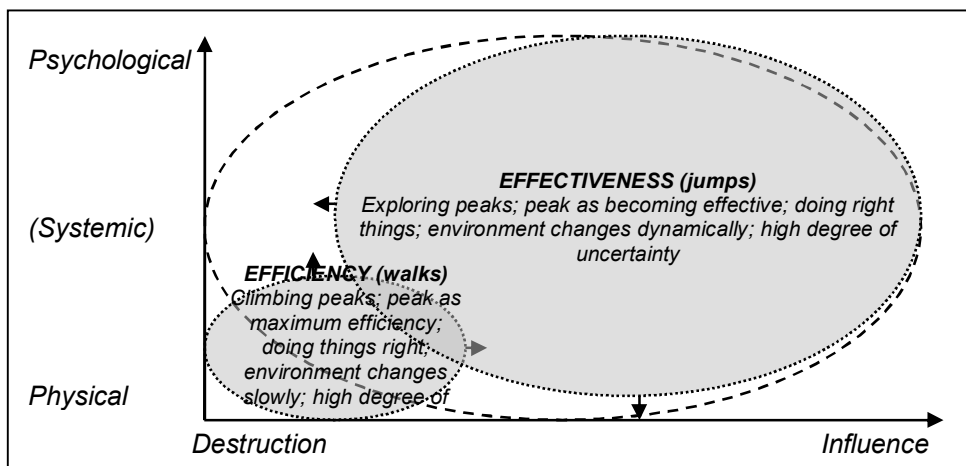 Psychological
EFFECTIVENESS (jumps)
Exploring peaks; peak as becoming effective; doing right
things; environment changes dynamically; high degree of
uncertainty
(Systemic)
EFFICIENCY (walks)
Climbing peaks; peak as
maximum efficiency;
doing things right;
environment changes
slowly; high degree of
Physical
Destruction
Influence